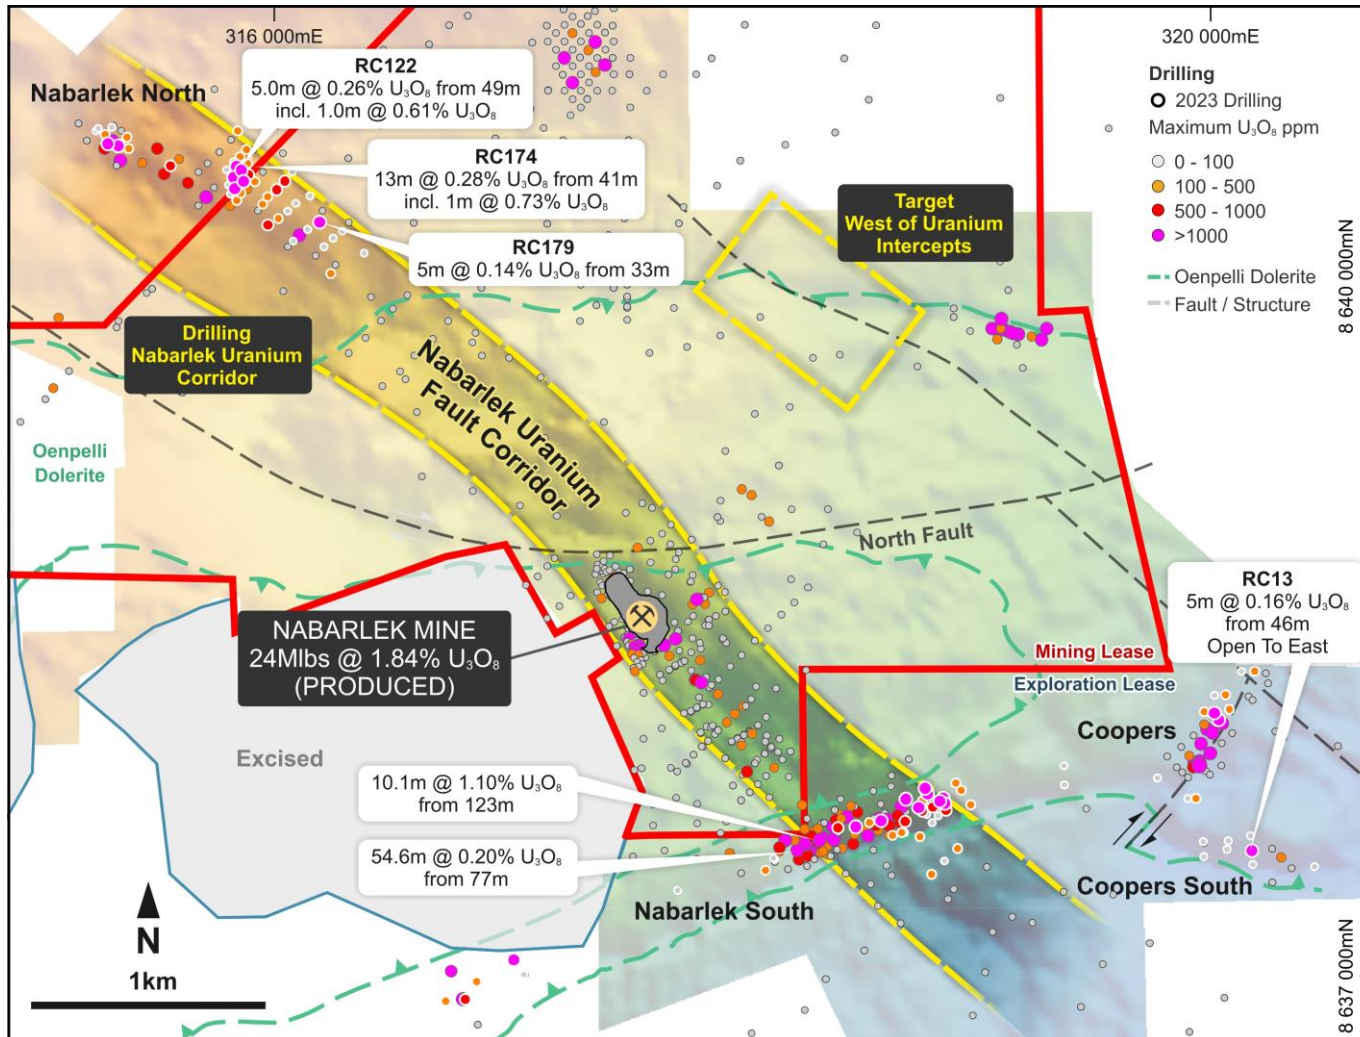 316 000mE
320 000mE
Nabarlek North
RC122
5.0m @ 0.26% U₃O₈ from 49m
incl. 1.0m @ 0.61% U₃O₈
RC174
13m @ 0.28% U₃O₈ from 41m
incl. 1m @ 0.73% U₃O₈
RC179
5m @ 0.14% U₃O₈ from 33m
Target
West of Uranium
Intercepts
Drilling
2023 Drilling
Maximum U₃O₈ ppm
0 - 100
100 - 500
500 - 1000
>1000
Oenpelli Dolerite
Fault / Structure
8 640 000mN
Drilling
Nabarlek Uranium
Corridor
Nabarlek Uranium
Fault Corridor
Oenpelli
Dolerite
North Fault
RC13
5m @ 0.16% U₃O₈
from 46m
Open To East
NABARLEK MINE
24Mlbs @ 1.84% U₃O₈
(PRODUCED)
Mining Lease
Exploration Lease
Coopers
Excised
10.1m @ 1.10% U₃O₈
from 123m
54.6m @ 0.20% U₃O₈
from 77m
Coopers South
Nabarlek South
N
1km
8 637 000mN